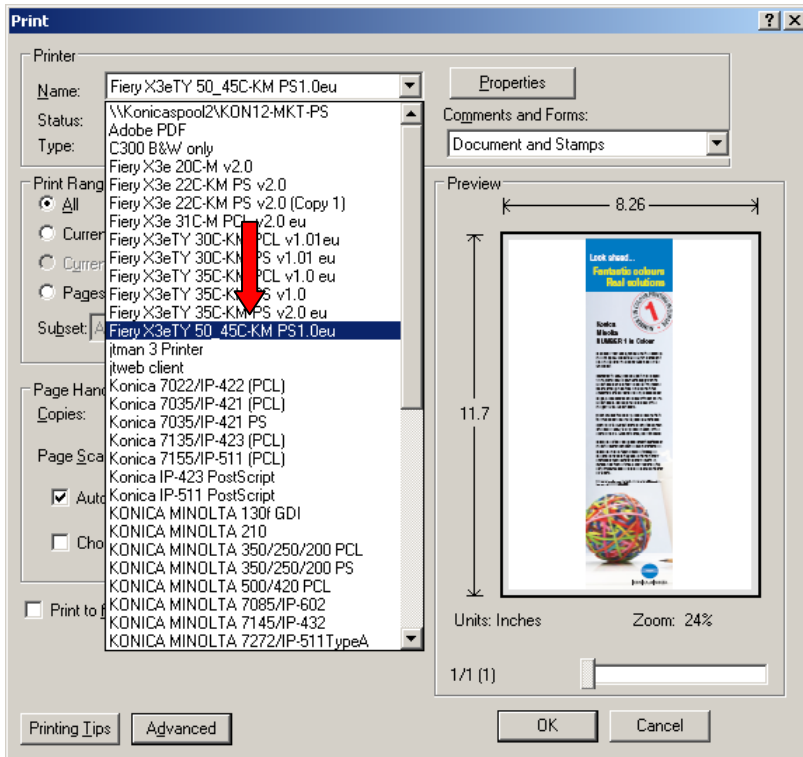 Print
Printer
Name:
Fiery X3eTY 50_45C-KM PS1.0eu
Properties
Status:
Type:
Comments and Forms:
Document and Stamps
\\Konicaspool2\KON12-MKT-PS
Adobe PDF
C300 B&W only
Fiery X3e 20C-M v2.0
Fiery X3e 22C-KM PS v2.0
Fiery X3e 22C-KM PS v2.0 (Copy 1)
Fiery X3e 31C-M PCL v2.0 eu
Fiery X3eTY 30C-KM PCL v1.01eu
Fiery X3eTY 30C-KM PS v1.01 eu
Fiery X3eTY 35C-KM PCL v1.0 eu
Fiery X3eTY 35C-KM PS v1.0
Fiery X3eTY 35C-KM PS v2.0 eu
Fiery X3eTY 50_45C-KM PS1.0eu
jtman 3 Printer
jtweb client
Konica 7022/IP-422 (PCL)
Konica 7035/IP-421 (PCL)
Konica 7035/IP-421 PS
Konica 7135/IP-423 (PCL)
Konica 7155/IP-511 (PCL)
Konica IP-423 PostScript
Konica IP-511 PostScript
KONICA MINOLTA 130f GDI
KONICA MINOLTA 210
KONICA MINOLTA 350/250/200 PCL
KONICA MINOLTA 350/250/200 PS
KONICA MINOLTA 500/420 PCL
KONICA MINOLTA 7085/IP-602
KONICA MINOLTA 7145/IP-432
KONICA MINOLTA 7272/IP-511TypeA
Print Rang
All
Curren
Curren
Pages
Subset: A
Page Hand
Copies:
Page Sca
Auto
Cho
Print to f
Preview
8.26
11.7
Look ahead...
Fantastic colours
Real solutions
1
Konica
Minolta
NUMBER 1 in Colour
Units: Inches
Zoom: 24%
1/1 (1)
Printing Tips
Advanced
OK
Cancel